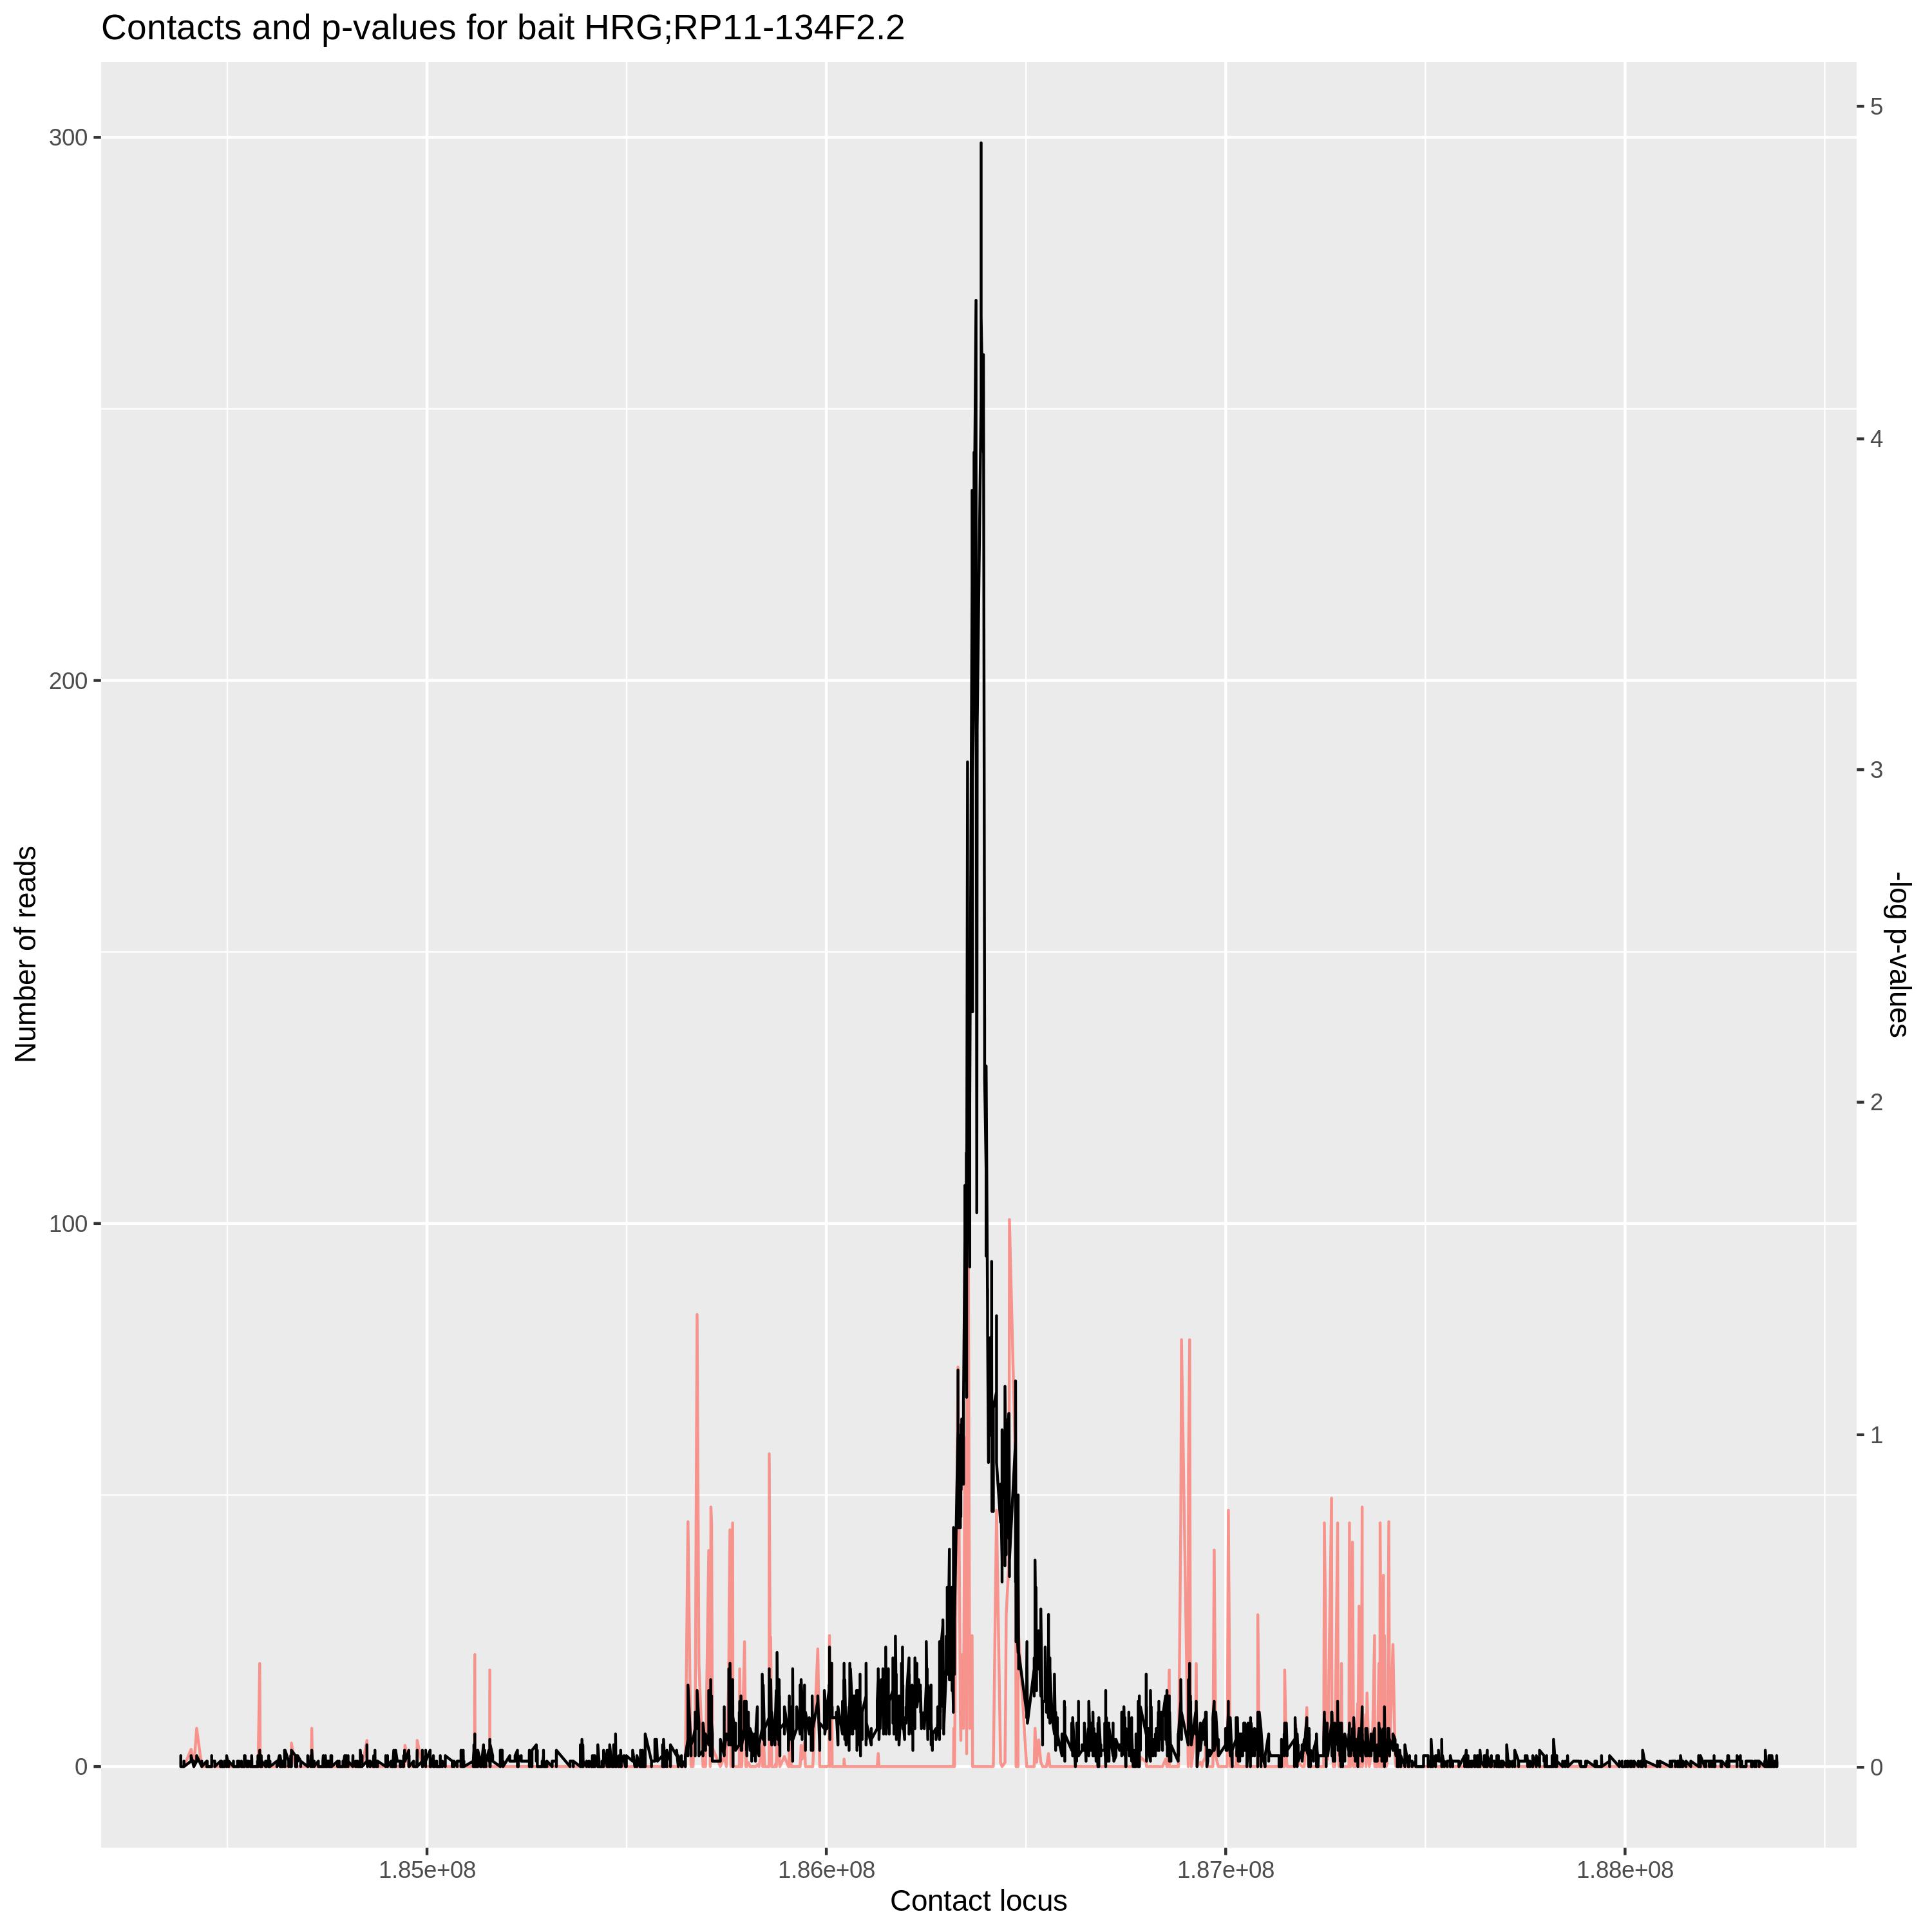 Contacts and p-values for bait HRG;RP11-134F2.2
300
200
100
0
Number of reads
5
4
3
2
1
0
-log p-values
1.85e+08
1.86e+08
1.87e+08
1.88e+08
Contact locus